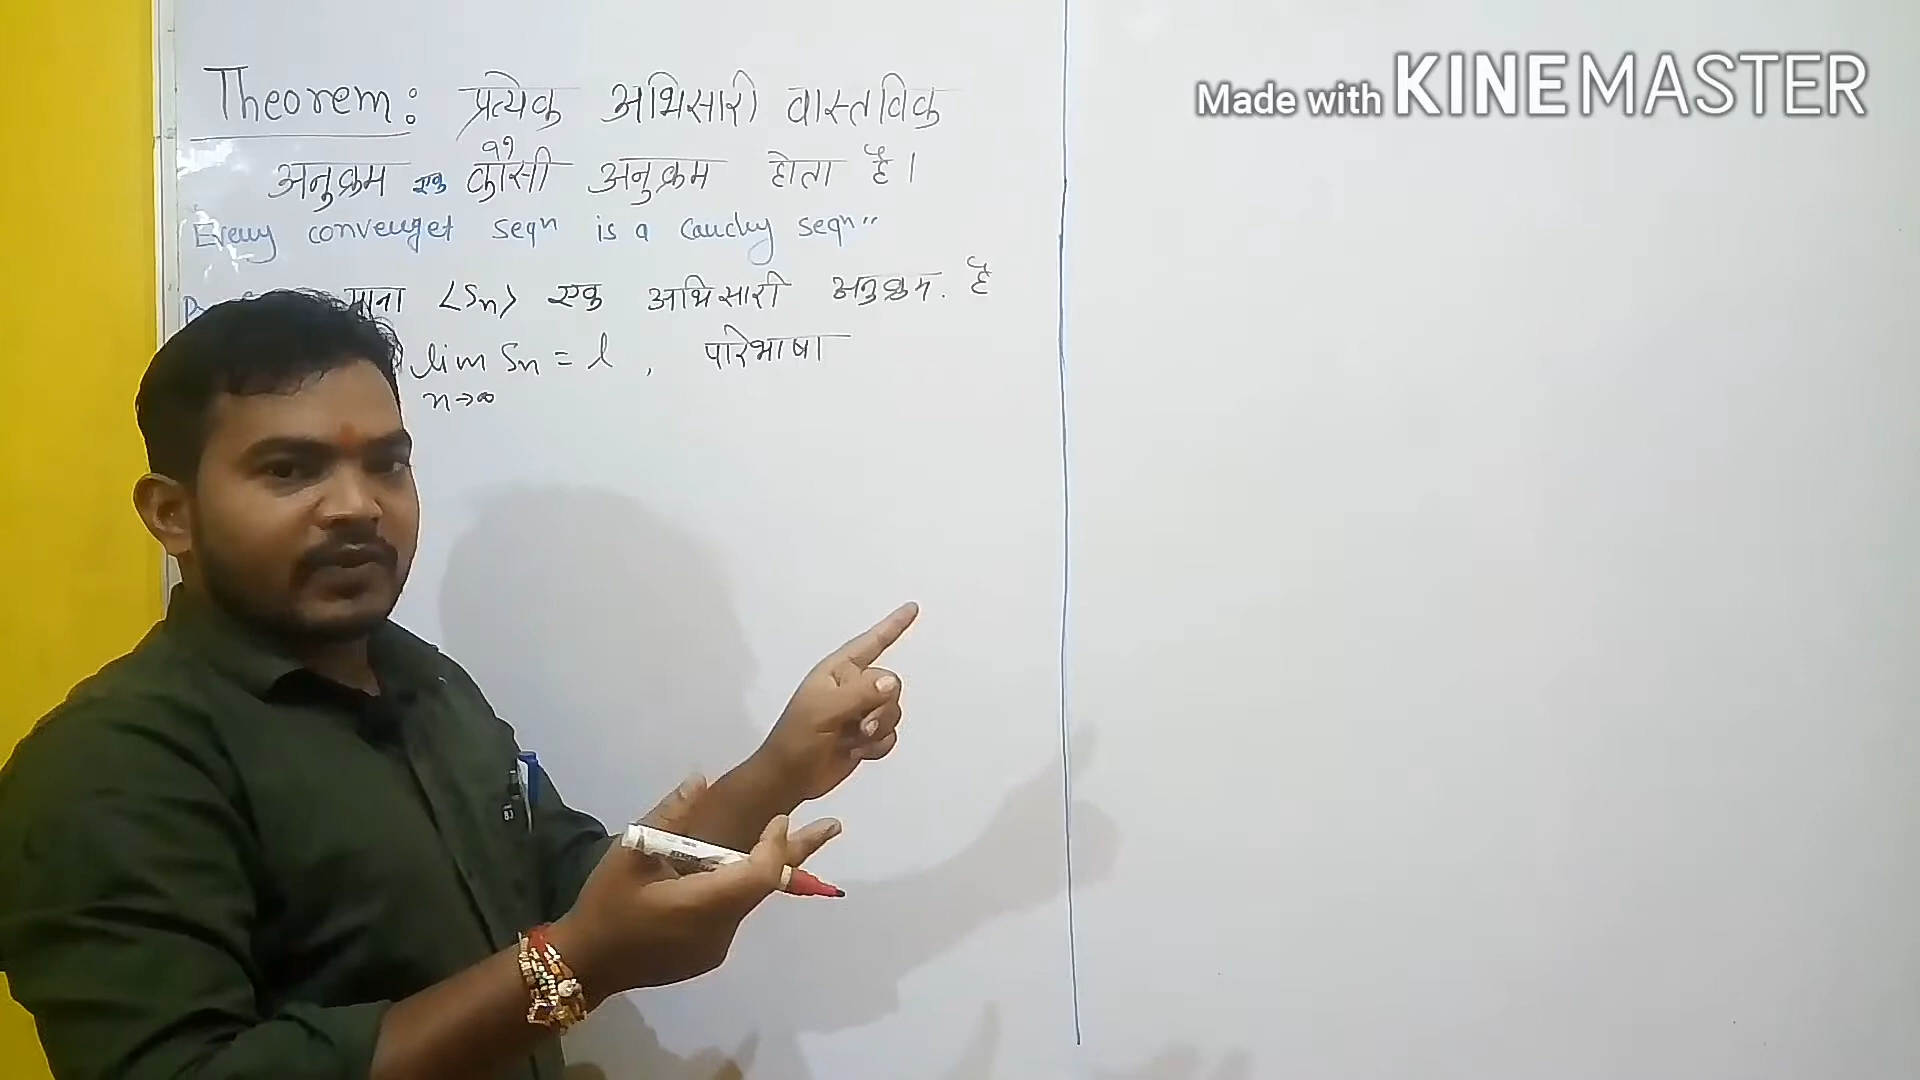 Theorem: प्रत्येक अभिसारी वास्तविक
अनुक्रम एक कौसी अनुक्रम होता है।
Every converget seqn is a cauchy seqn"
माना <Sn> एक अभिसारी अनुक्रम. है
lim Sn = l , परिभाषा
n→∞
Made with KINEMASTER